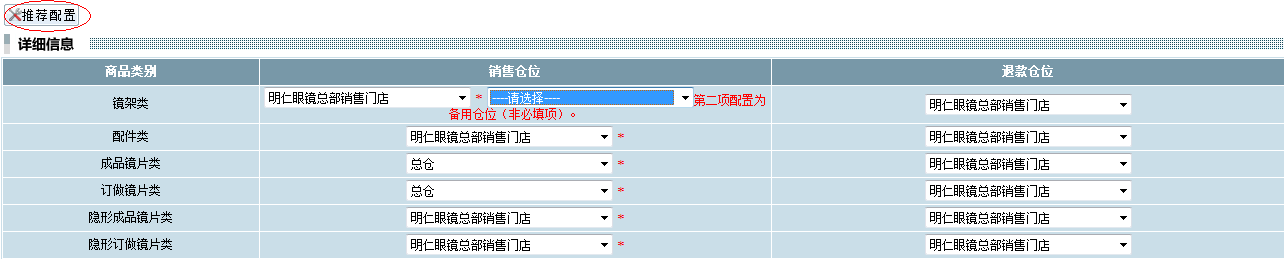 推荐配置
详细信息
商品类别 销售仓位 退款仓位
镜架类 明仁眼镜总部销售门店 * ----请选择---- 第二项配置为 明仁眼镜总部销售门店
备用仓位（非必填项）。
配件类 明仁眼镜总部销售门店 * 明仁眼镜总部销售门店
成品镜片类 总仓 * 明仁眼镜总部销售门店
订做镜片类 总仓 * 明仁眼镜总部销售门店
隐形成品镜片类 明仁眼镜总部销售门店 * 明仁眼镜总部销售门店
隐形订做镜片类 明仁眼镜总部销售门店 * 明仁眼镜总部销售门店